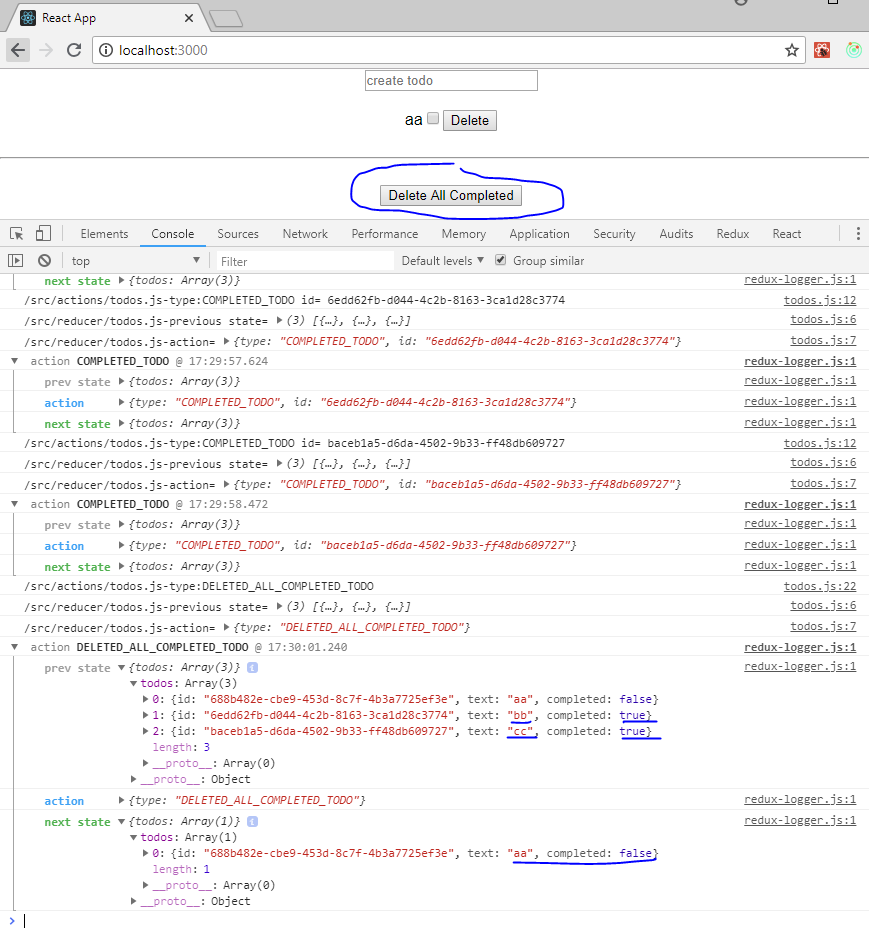 React App
localhost:3000
create todo
aa Delete
Delete All Completed
Elements Console Sources Network Performance Memory Application Security Audits Redux React
top Filter Default levels Group similar
next state {todos: Array(3)} redux-logger.js:1
/src/actions/todos.js-type:COMPLETED_TODO id= 6edd62fb-d044-4c2b-8163-3ca1d28c3774 todos.js:12
/src/reducer/todos.js-previous state= (3) [{…}, {…}, {…}] todos.js:6
/src/reducer/todos.js-action= {type: "COMPLETED_TODO", id: "6edd62fb-d044-4c2b-8163-3ca1d28c3774"} todos.js:7
action COMPLETED_TODO @ 17:29:57.624 redux-logger.js:1
prev state {todos: Array(3)} redux-logger.js:1
action {type: "COMPLETED_TODO", id: "6edd62fb-d044-4c2b-8163-3ca1d28c3774"} redux-logger.js:1
next state {todos: Array(3)} redux-logger.js:1
/src/actions/todos.js-type:COMPLETED_TODO id= baceb1a5-d6da-4502-9b33-ff48db609727 todos.js:12
/src/reducer/todos.js-previous state= (3) [{…}, {…}, {…}] todos.js:6
/src/reducer/todos.js-action= {type: "COMPLETED_TODO", id: "baceb1a5-d6da-4502-9b33-ff48db609727"} todos.js:7
action COMPLETED_TODO @ 17:29:58.472 redux-logger.js:1
prev state {todos: Array(3)} redux-logger.js:1
action {type: "COMPLETED_TODO", id: "baceb1a5-d6da-4502-9b33-ff48db609727"} redux-logger.js:1
next state {todos: Array(3)} redux-logger.js:1
/src/actions/todos.js-type:DELETED_ALL_COMPLETED_TODO todos.js:22
/src/reducer/todos.js-previous state= (3) [{…}, {…}, {…}] todos.js:6
/src/reducer/todos.js-action= {type: "DELETED_ALL_COMPLETED_TODO"} todos.js:7
action DELETED_ALL_COMPLETED_TODO @ 17:30:01.240 redux-logger.js:1
prev state {todos: Array(3)} i redux-logger.js:1
todos: Array(3)
0: {id: "688b482e-cbe9-453d-8c7f-4b3a7725ef3e", text: "aa", completed: false}
1: {id: "6edd62fb-d044-4c2b-8163-3ca1d28c3774", text: "bb", completed: true}
2: {id: "baceb1a5-d6da-4502-9b33-ff48db609727", text: "cc", completed: true}
length: 3
__proto__: Array(0)
__proto__: Object
action {type: "DELETED_ALL_COMPLETED_TODO"} redux-logger.js:1
next state {todos: Array(1)} i redux-logger.js:1
todos: Array(1)
0: {id: "688b482e-cbe9-453d-8c7f-4b3a7725ef3e", text: "aa", completed: false}
length: 1
__proto__: Array(0)
__proto__: Object